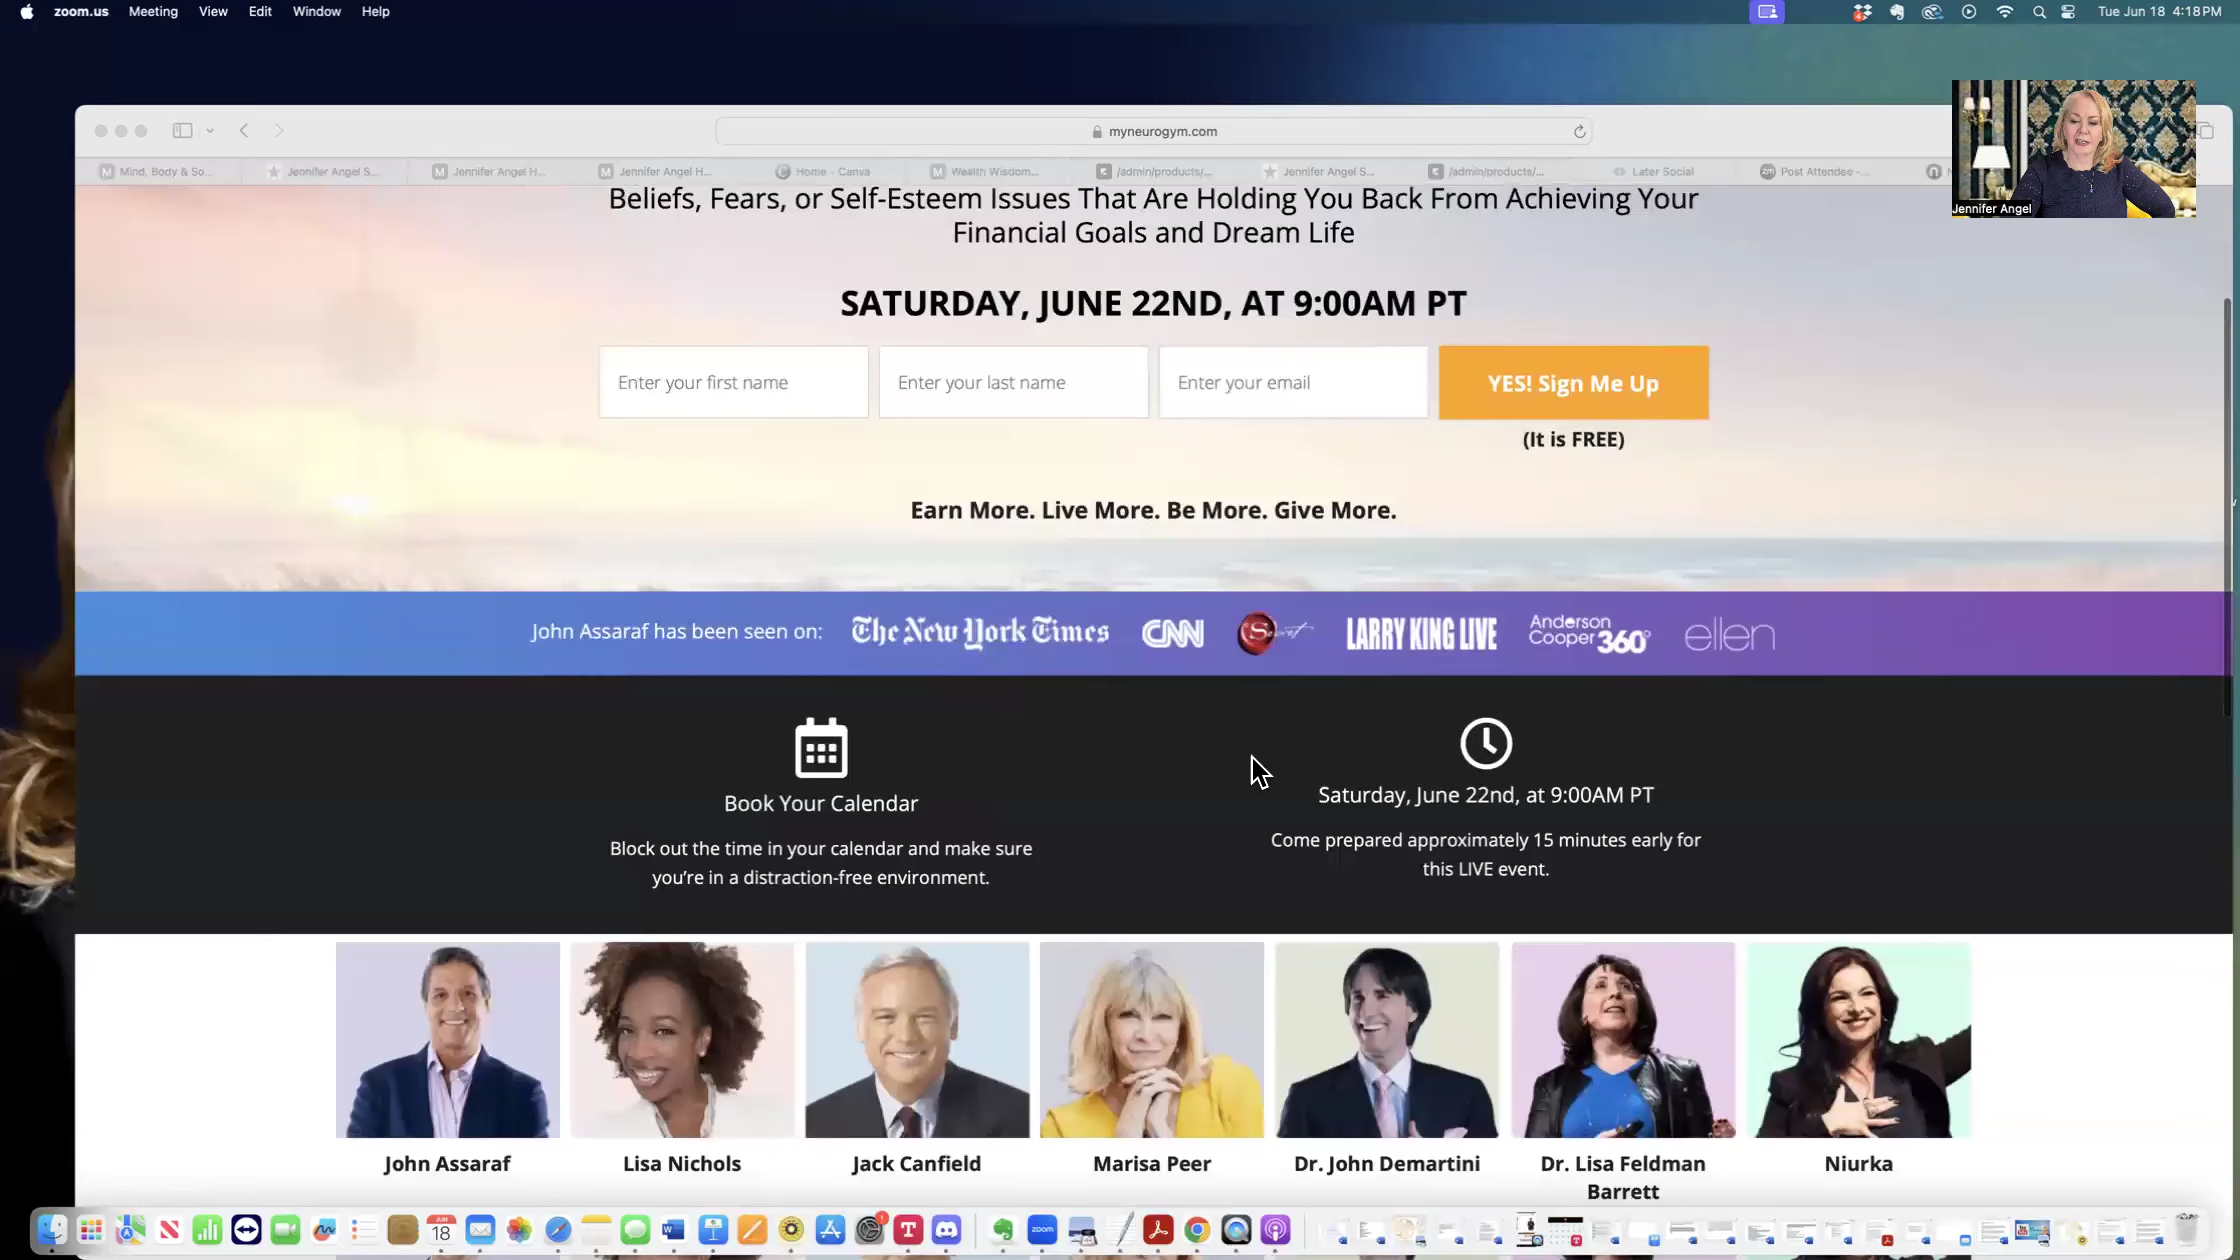 zoom.us Meeting View Edit Window Help
Tue Jun 18 4:18PM
myneurogym.com
Mind, Body & So...
Jennifer Angel S...
Jennifer Angel H...
Jennifer Angel H...
Home - Canva
Wealth Wisdom...
/admin/products/...
Jennifer Angel S...
/admin/products/...
Later Social
Post Attendee -...
Jennifer Angel
Beliefs, Fears, or Self-Esteem Issues That Are Holding You Back From Achieving Your
Financial Goals and Dream Life
SATURDAY, JUNE 22ND, AT 9:00AM PT
Enter your first name
Enter your last name
Enter your email
YES! Sign Me Up
(It is FREE)
Earn More. Live More. Be More. Give More.
John Assaraf has been seen on:
The New York Times
CNN
LARRY KING LIVE
Anderson
Cooper 360°
ellen
Book Your Calendar
Block out the time in your calendar and make sure
you're in a distraction-free environment.
Saturday, June 22nd, at 9:00AM PT
Come prepared approximately 15 minutes early for
this LIVE event.
John Assaraf
Lisa Nichols
Jack Canfield
Marisa Peer
Dr. John Demartini
Dr. Lisa Feldman
Barrett
Niurka
JUN
18
zoom